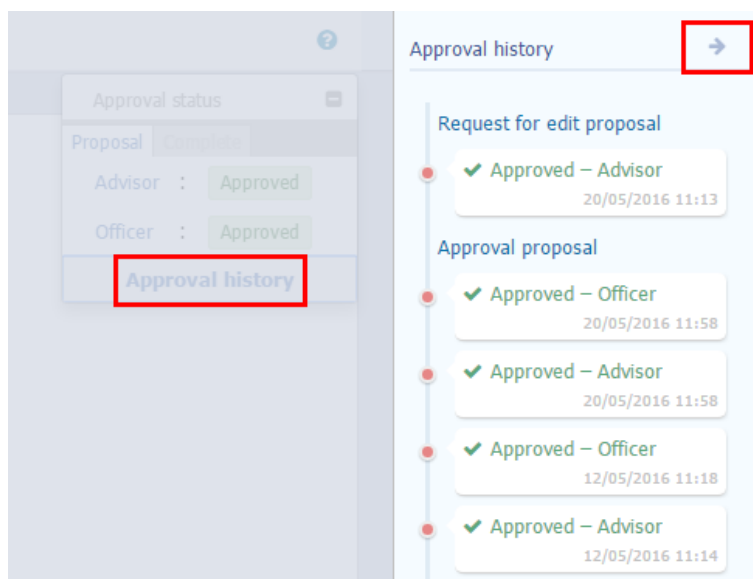 Approval status
Proposal Complete
Advisor : Approved
Officer : Approved
Approval history
Approval history
Request for edit proposal
Approved – Advisor
20/05/2016 11:13
Approval proposal
Approved – Officer
20/05/2016 11:58
Approved – Advisor
20/05/2016 11:58
Approved – Officer
12/05/2016 11:18
Approved – Advisor
12/05/2016 11:14